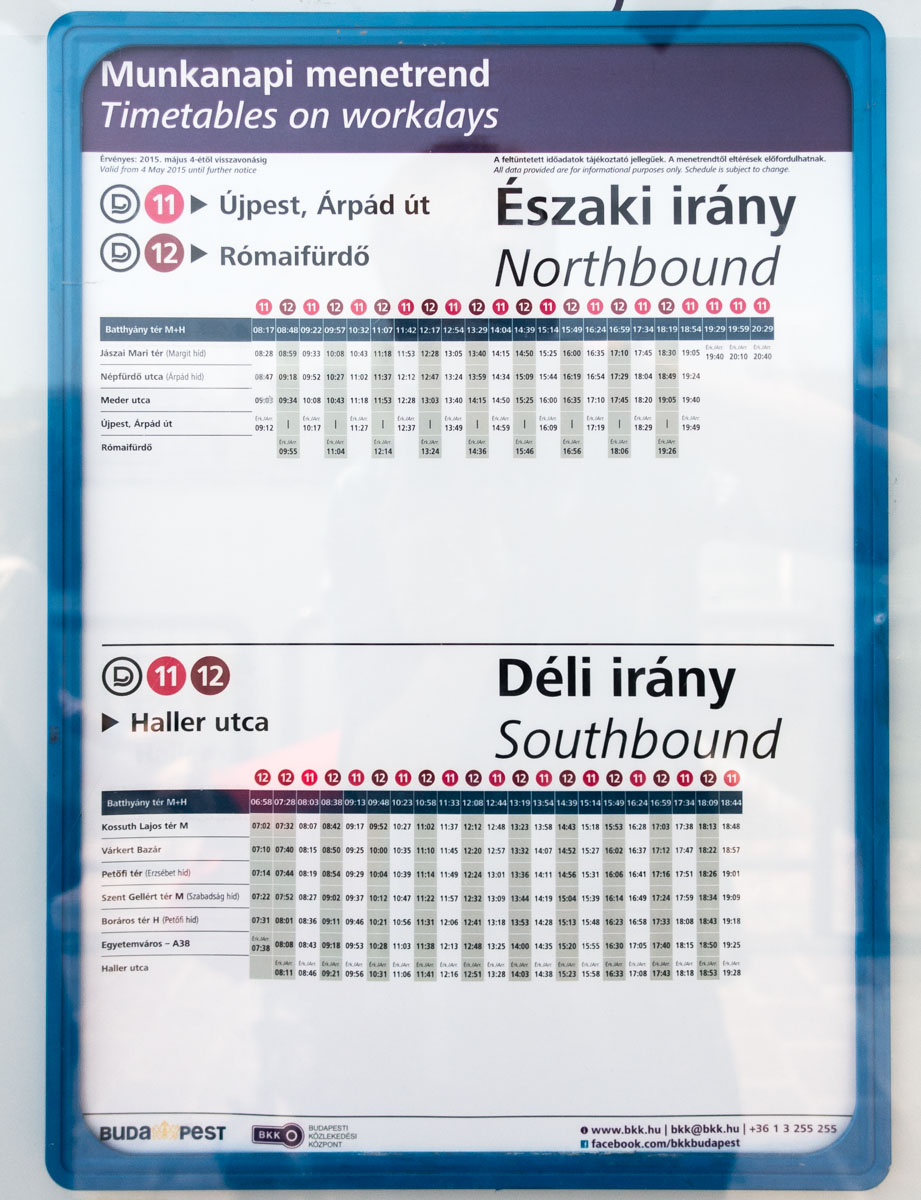 Munkanapi menetrend
Timetables on workdays
Érvényes: 2015. május 4-étől visszavonásig
Valid from 4 May 2015 until further notice
A feltüntetett időadatok tájékoztató jellegűek. A menetrendtől eltérések előfordulhatnak.
All data provided are for informational purposes only. Schedule is subject to change.
D 11 ▶ Újpest, Árpád út
D 12 ▶ Rómaifürdő
Északi irány
Northbound
11 12 11 12 11 12 11 12 11 12 11 12 11 12 11 12 11 12 11 11 11 11
Batthyány tér M+H 08:17 08:48 09:22 09:57 10:32 11:07 11:42 12:17 12:54 13:29 14:04 14:39 15:14 15:49 16:24 16:59 17:34 18:19 18:54 19:29 19:59 20:29
Jászai Mari tér (Margit híd) 08:28 08:59 09:33 10:08 10:43 11:18 11:53 12:28 13:05 13:40 14:15 14:50 15:25 16:00 16:35 17:10 17:45 18:30 19:05 Érk./Arr. 19:40 Érk./Arr. 20:10 Érk./Arr. 20:40
Népfürdő utca (Árpád híd) 08:47 09:18 09:52 10:27 11:02 11:37 12:12 12:47 13:24 13:59 14:34 15:09 15:44 16:19 16:54 17:29 18:04 18:49 19:24
Meder utca 09:03 09:34 10:08 10:43 11:18 11:53 12:28 13:03 13:40 14:15 14:50 15:25 16:00 16:35 17:10 17:45 18:20 19:05 19:40
Újpest, Árpád út Érk./Arr. 09:12 | Érk./Arr. 10:17 | Érk./Arr. 11:27 | Érk./Arr. 12:37 | Érk./Arr. 13:49 | Érk./Arr. 14:59 | Érk./Arr. 16:09 | Érk./Arr. 17:19 | Érk./Arr. 18:29 | Érk./Arr. 19:49
Rómaifürdő Érk./Arr. 09:55 Érk./Arr. 11:04 Érk./Arr. 12:14 Érk./Arr. 13:24 Érk./Arr. 14:36 Érk./Arr. 15:46 Érk./Arr. 16:56 Érk./Arr. 18:06 Érk./Arr. 19:26
D 11 12
▶ Haller utca
Déli irány
Southbound
12 12 11 12 11 12 11 12 11 12 11 12 11 12 11 12 11 12 11 12 11
Batthyány tér M+H 06:58 07:28 08:03 08:38 09:13 09:48 10:23 10:58 11:33 12:08 12:44 13:19 13:54 14:39 15:14 15:49 16:24 16:59 17:34 18:09 18:44
Kossuth Lajos tér M 07:02 07:32 08:07 08:42 09:17 09:52 10:27 11:02 11:37 12:12 12:48 13:23 13:58 14:43 15:18 15:53 16:28 17:03 17:38 18:13 18:48
Várkert Bazár 07:10 07:40 08:15 08:50 09:25 10:00 10:35 11:10 11:45 12:20 12:57 13:32 14:07 14:52 15:27 16:02 16:37 17:12 17:47 18:22 18:57
Petőfi tér (Erzsébet híd) 07:14 07:44 08:19 08:54 09:29 10:04 10:39 11:14 11:49 12:24 13:01 13:36 14:11 14:56 15:31 16:06 16:41 17:16 17:51 18:26 19:01
Szent Gellért tér M (Szabadság híd) 07:22 07:52 08:27 09:02 09:37 10:12 10:47 11:22 11:57 12:32 13:09 13:44 14:19 15:04 15:39 16:14 16:49 17:24 17:59 18:34 19:09
Boráros tér H (Petőfi híd) 07:31 08:01 08:36 09:11 09:46 10:21 10:56 11:31 12:06 12:41 13:18 13:53 14:28 15:13 15:48 16:23 16:58 17:33 18:08 18:43 19:18
Egyetemváros – A38 Érk./Arr. 07:38 08:08 08:43 09:18 09:53 10:28 11:03 11:38 12:13 12:48 13:25 14:00 14:35 15:20 15:55 16:30 17:05 17:40 18:15 18:50 19:25
Haller utca Érk./Arr. 08:11 Érk./Arr. 08:46 Érk./Arr. 09:21 Érk./Arr. 09:56 Érk./Arr. 10:31 Érk./Arr. 11:06 Érk./Arr. 11:41 Érk./Arr. 12:16 Érk./Arr. 12:51 Érk./Arr. 13:28 Érk./Arr. 14:03 Érk./Arr. 14:38 Érk./Arr. 15:23 Érk./Arr. 15:58 Érk./Arr. 16:33 Érk./Arr. 17:08 Érk./Arr. 17:43 Érk./Arr. 18:18 Érk./Arr. 18:53 Érk./Arr. 19:28
BUDAPEST
BKK
BUDAPESTI
KÖZLEKEDÉSI
KÖZPONT
www.bkk.hu | bkk@bkk.hu | +36 1 3 255 255
facebook.com/bkkbudapest